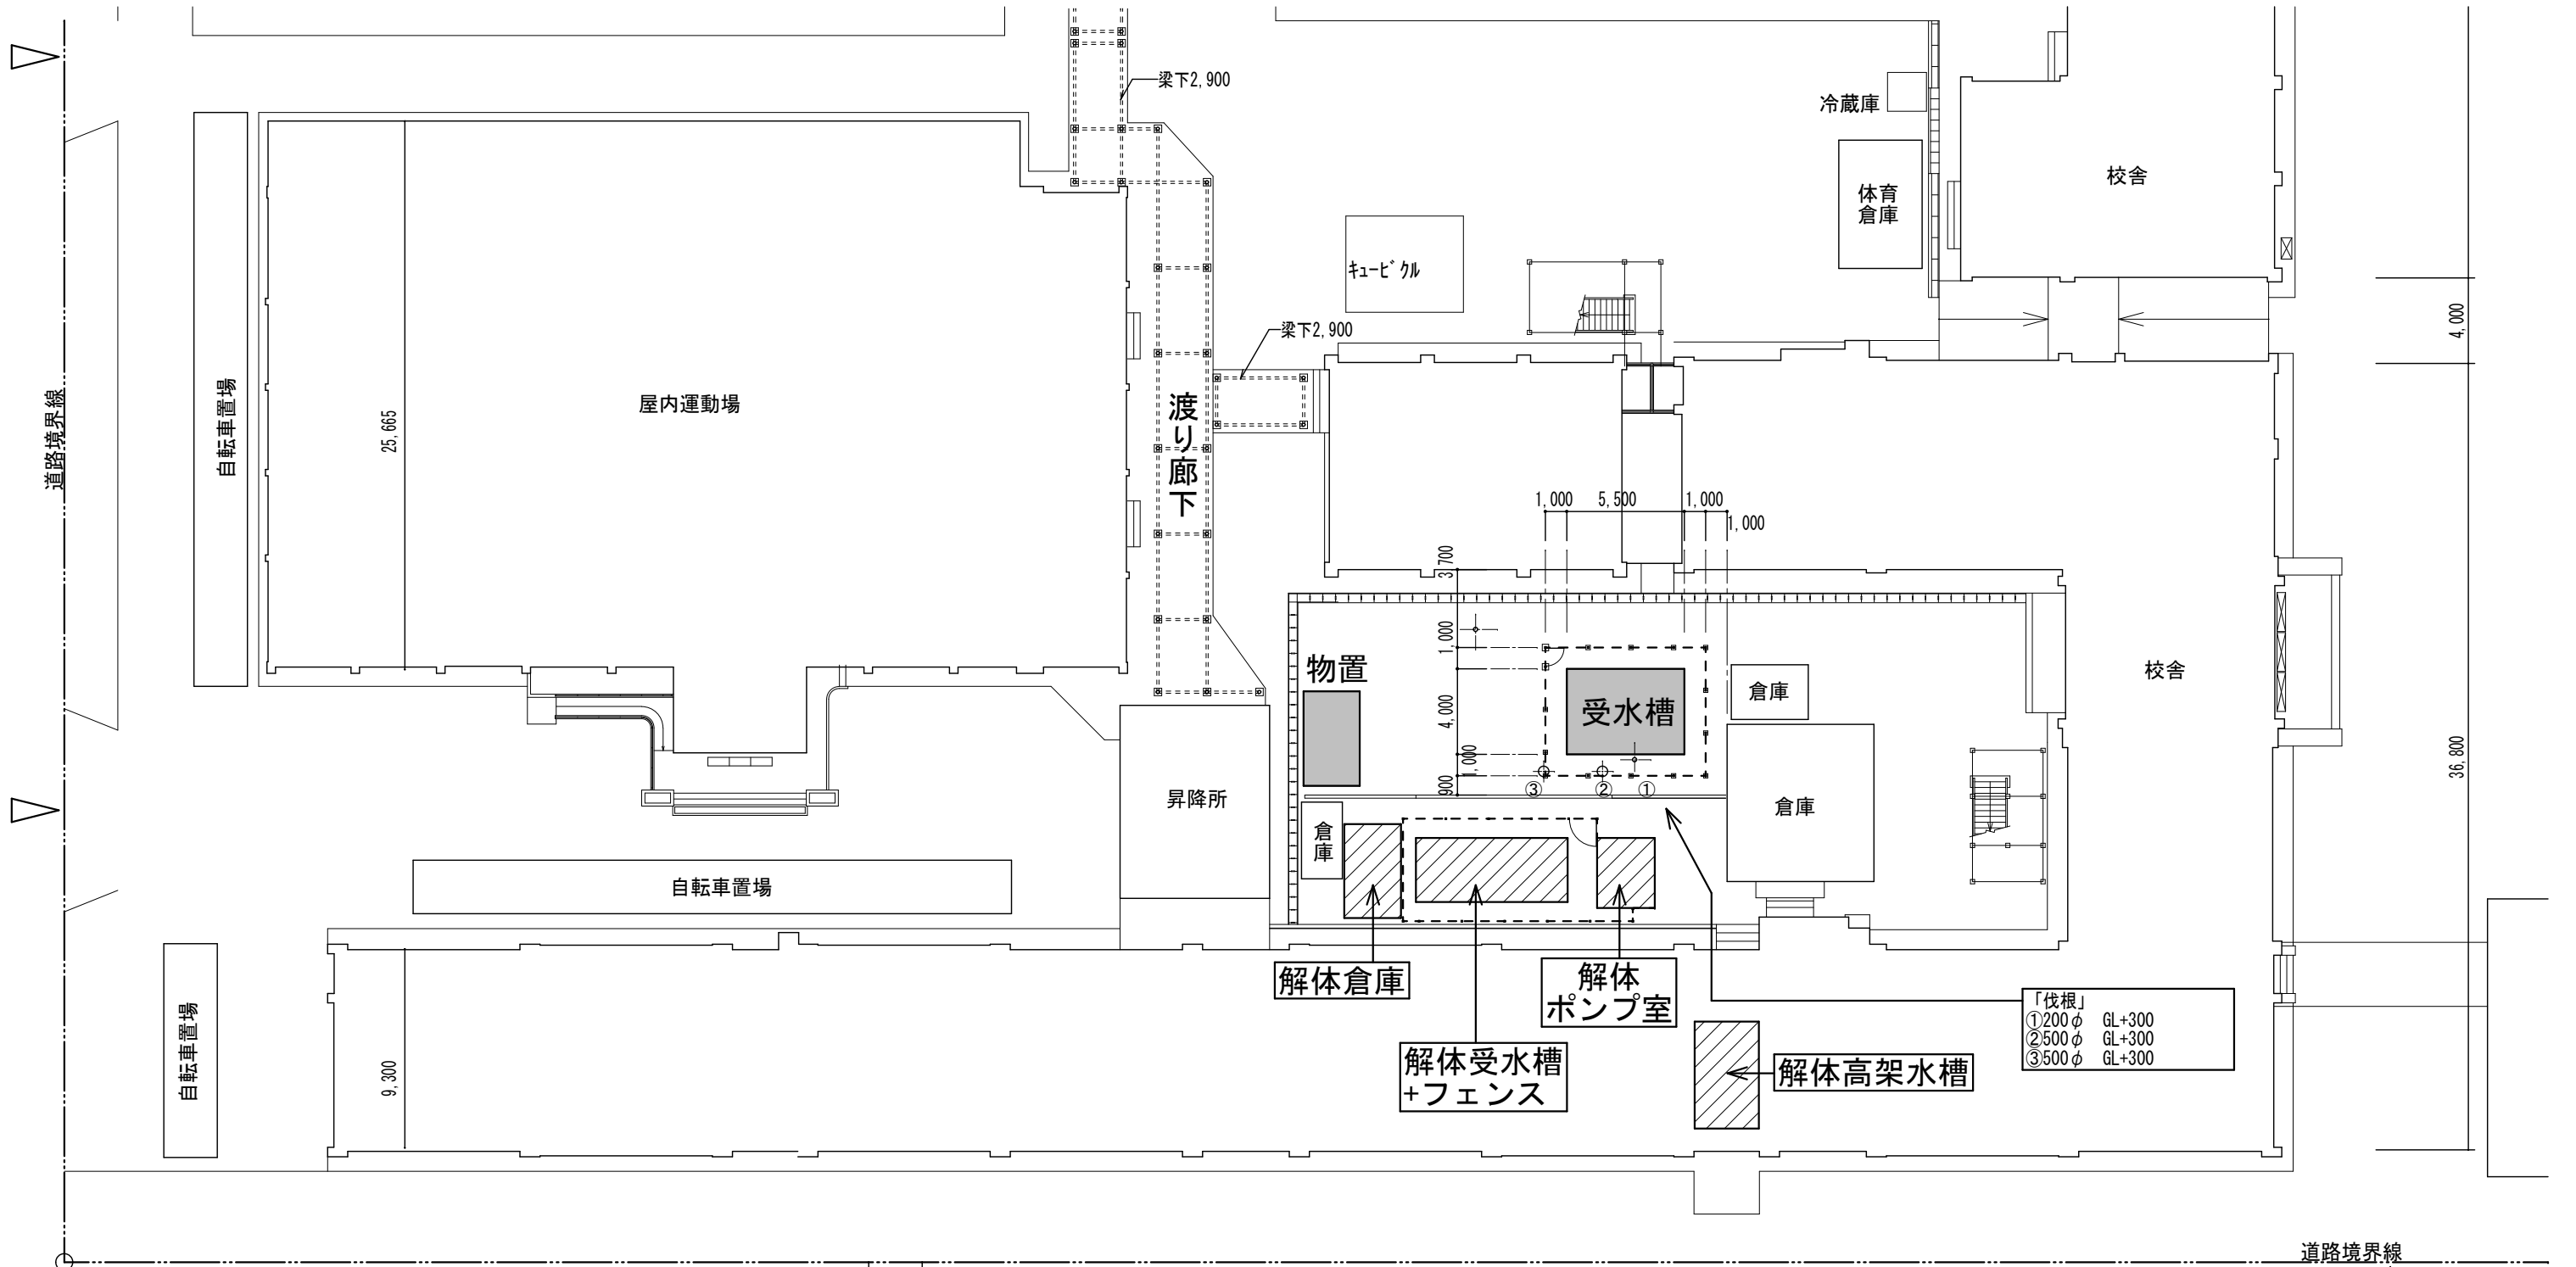 梁下2,900
冷蔵庫
体育
倉庫
校舎
キュービクル
4,000
梁下2,900
道路境界線
自転車置場
25,665
屋内運動場
渡り廊下
1,000
5,500
1,000
1,000
3,700
1,000
4,000
1,000
900
物置
受水槽
倉庫
校舎
36,800
昇降所
③
②
①
倉庫
倉庫
自転車置場
解体倉庫
解体
ポンプ室
「伐根」
①200φ GL+300
②500φ GL+300
③500φ GL+300
自転車置場
9,300
解体受水槽
+フェンス
解体高架水槽
道路境界線